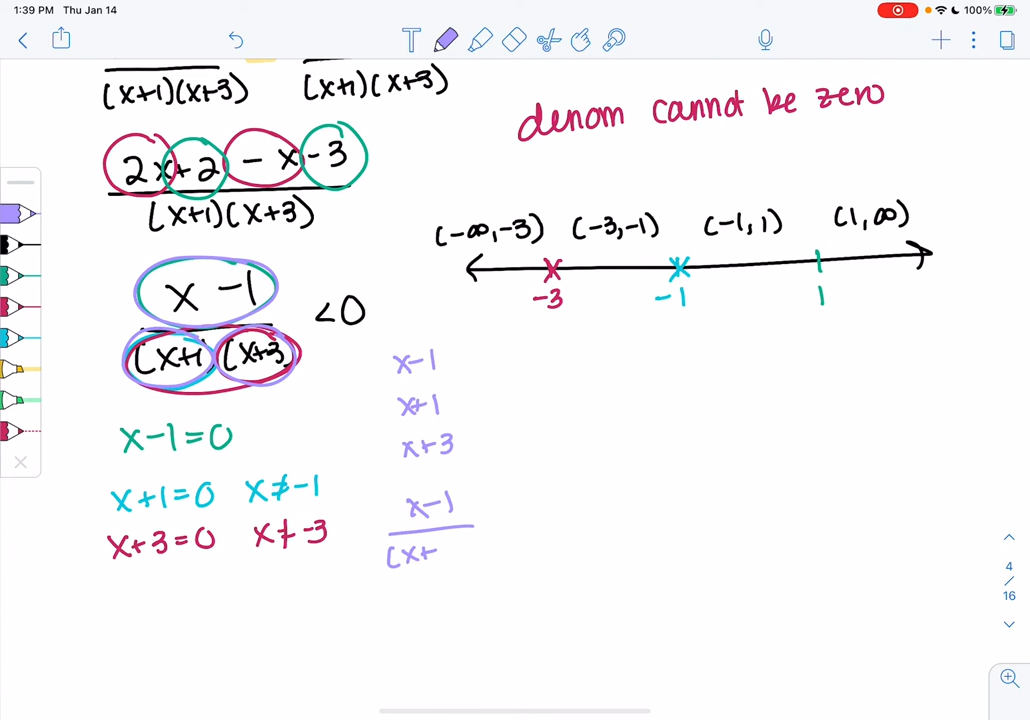 1:39 PM Thu Jan 14
100%
T
(x+1)(x+3) (x+1)(x+3)
denom cannot be zero
2x+2 - x-3
(x+1)(x+3)
(-∞,-3) (-3,-1) (-1,1) (1,∞)
-3 -1 1
x-1
(x+1) (x+3)
<0
x-1
x+1
x+3
x-1=0
x+1=0 x≠-1
x+3=0 x≠-3
x-1
(x+
4
/
16